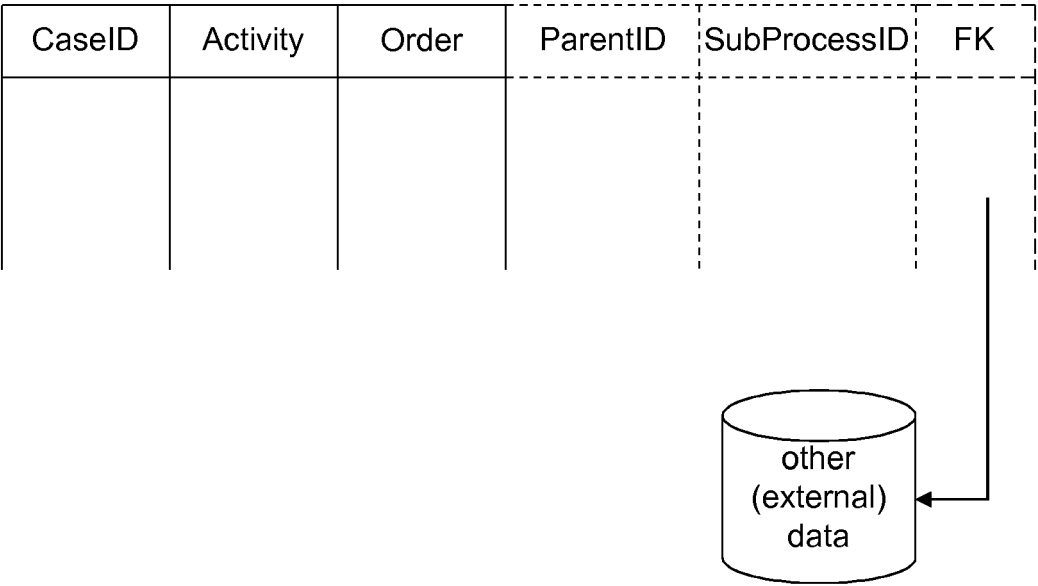 CaseID Activity Order ParentID SubProcessID FK
other
(external)
data